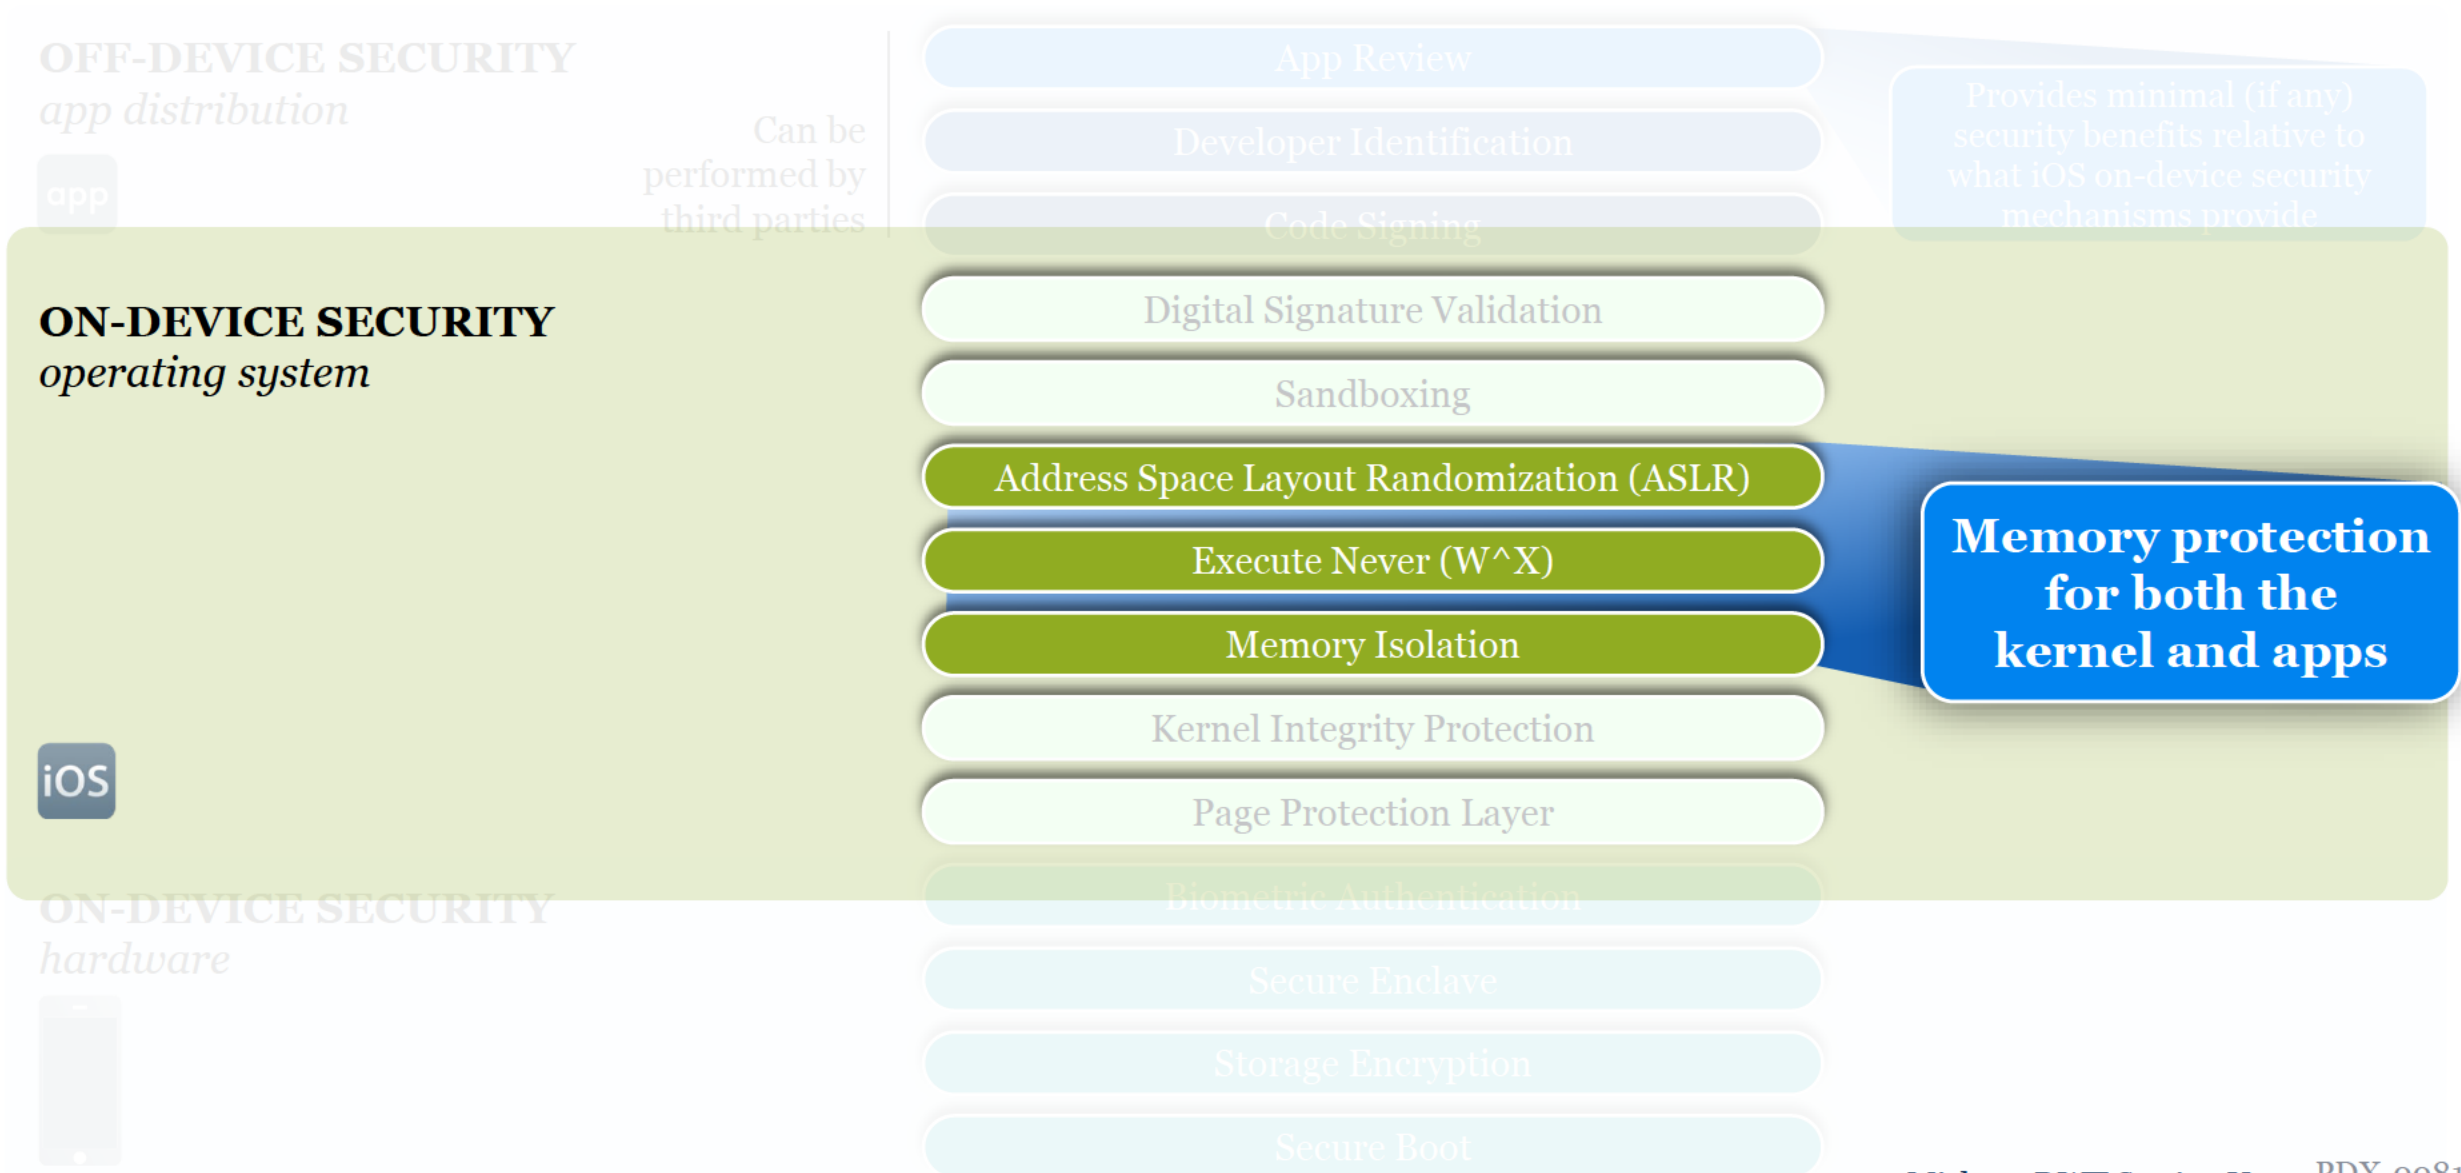 OFF-DEVICE SECURITY
app distribution
app
Can be
performed by
third parties
App Review
Developer Identification
Code Signing
Provides minimal (if any)
security benefits relative to
what iOS on-device security
mechanisms provide
ON-DEVICE SECURITY
operating system
iOS
Digital Signature Validation
Sandboxing
Address Space Layout Randomization (ASLR)
Execute Never (W^X)
Memory Isolation
Kernel Integrity Protection
Page Protection Layer
Memory protection
for both the
kernel and apps
ON-DEVICE SECURITY
hardware
Biometric Authentication
Secure Enclave
Storage Encryption
Secure Boot